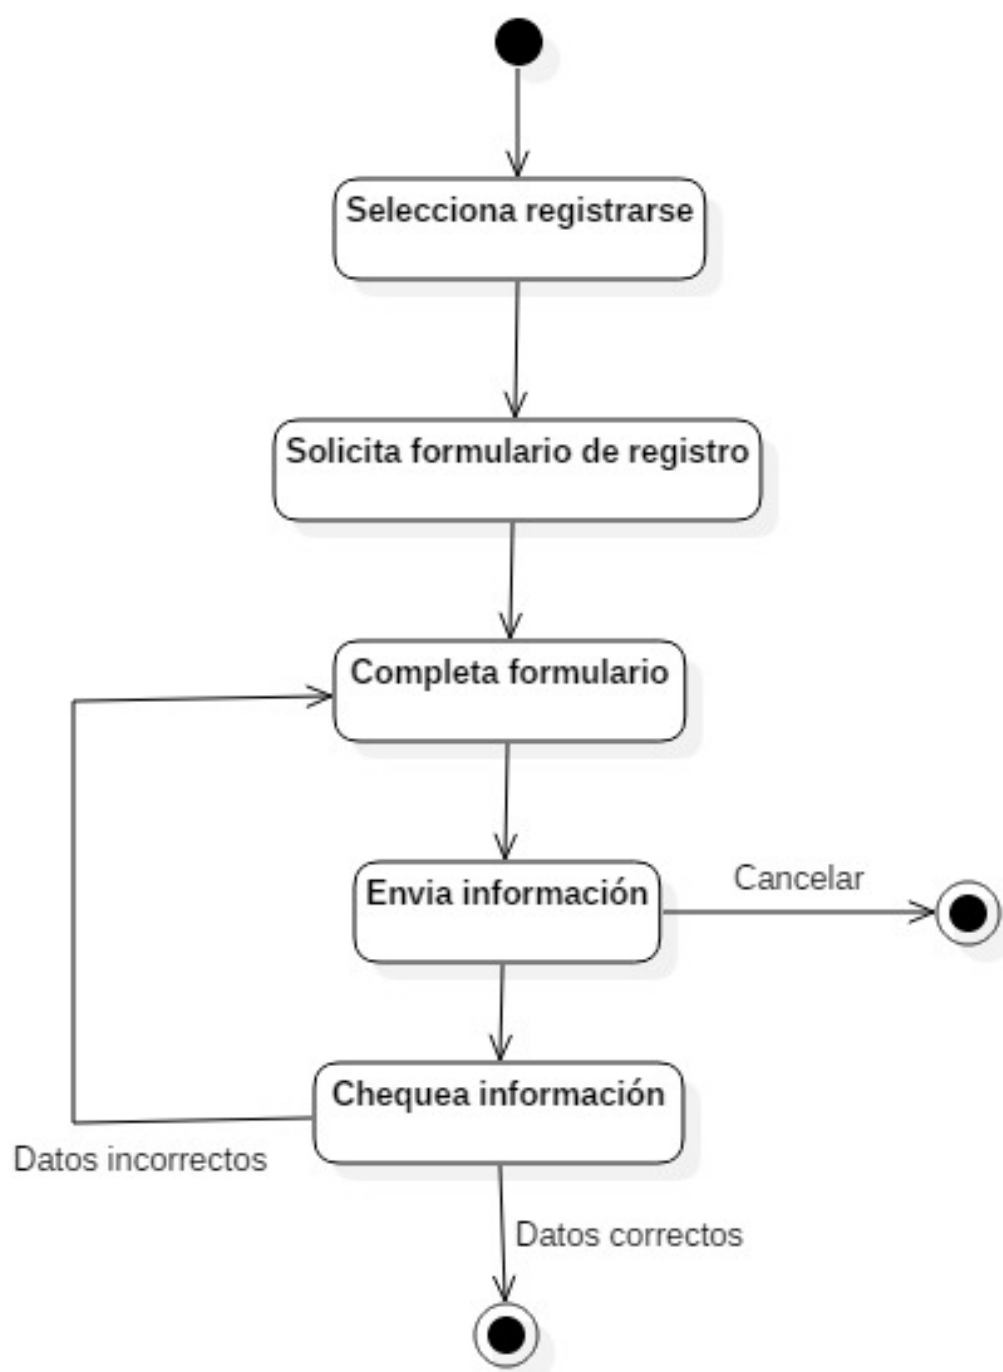 Selecciona registrarse
Solicita formulario de registro
Completa formulario
Envia información
Cancelar
Chequea información
Datos incorrectos
Datos correctos